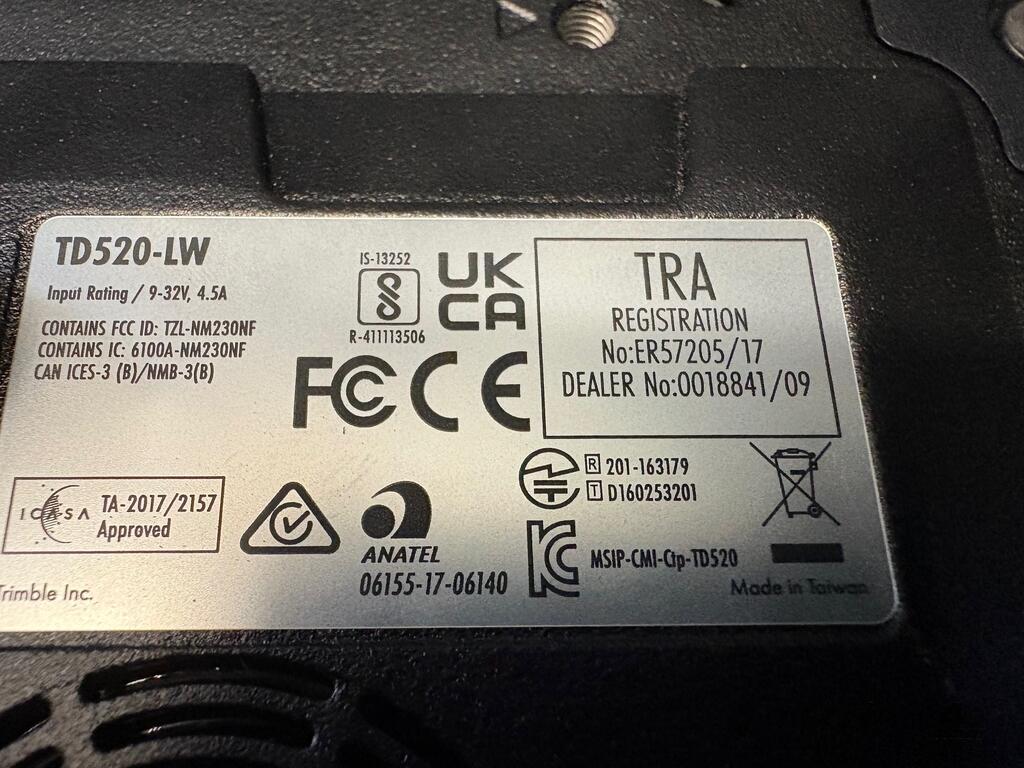 TD520-LW
Input Rating / 9-32V, 4.5A
CONTAINS FCC ID: TZL-NM230NF
CONTAINS IC: 6100A-NM230NF
CAN ICES-3 (B)/NMB-3(B)
IS-13252
R-411113506
UK
CA
FC CE
TRA
REGISTRATION
No:ER57205/17
DEALER No:0018841/09
R 201-163179
T D160253201
ICASA
TA-2017/2157
Approved
ANATEL
06155-17-06140
KC
MSIP-CMI-Ctp-TD520
Trimble Inc.
Made in Taiwan